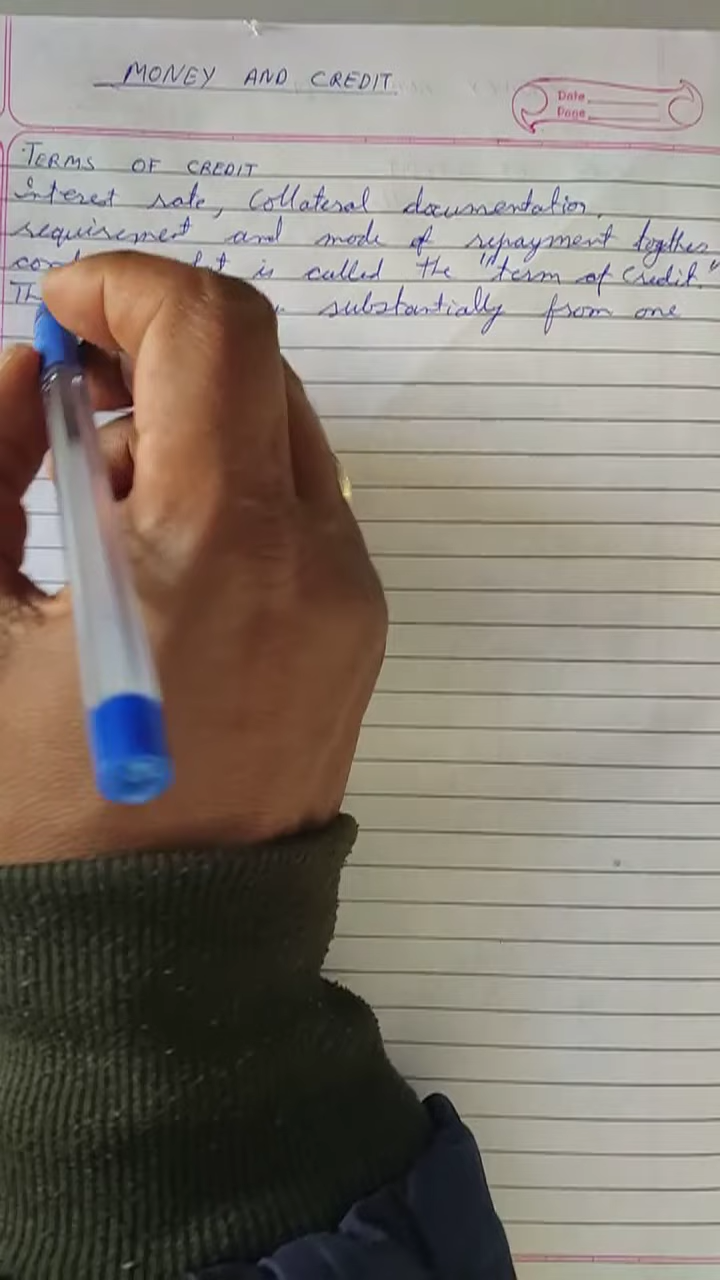 MONEY AND CREDIT
Date
Page
TERMS OF CREDIT
Interest rate, Collateral documentation,
requirement and mode of repayment together
is called the "term of Credit."
substantially from one